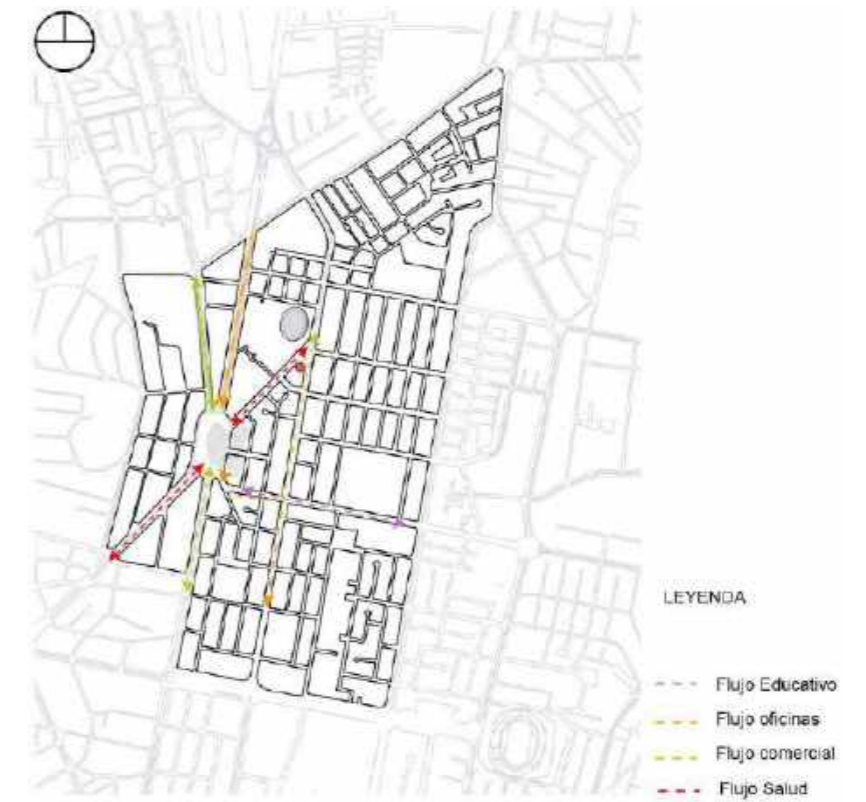 LEYENDA
Flujo Educativo
Flujo oficinas
Flujo comercial
Flujo Salud